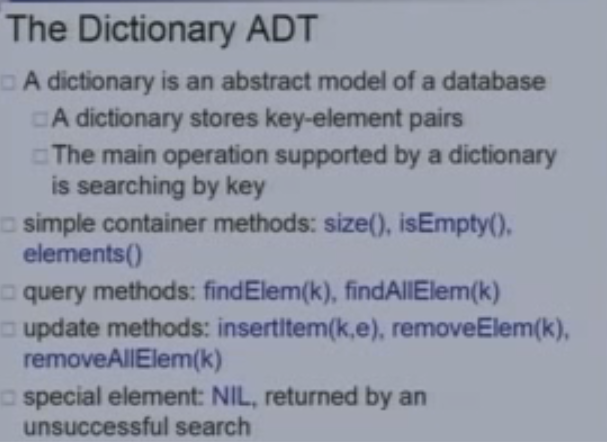 The Dictionary ADT
A dictionary is an abstract model of a database
A dictionary stores key-element pairs
The main operation supported by a dictionary
is searching by key
simple container methods: size(), isEmpty(),
elements()
query methods: findElem(k), findAllElem(k)
update methods: insertItem(k,e), removeElem(k),
removeAllElem(k)
special element: NIL, returned by an
unsuccessful search